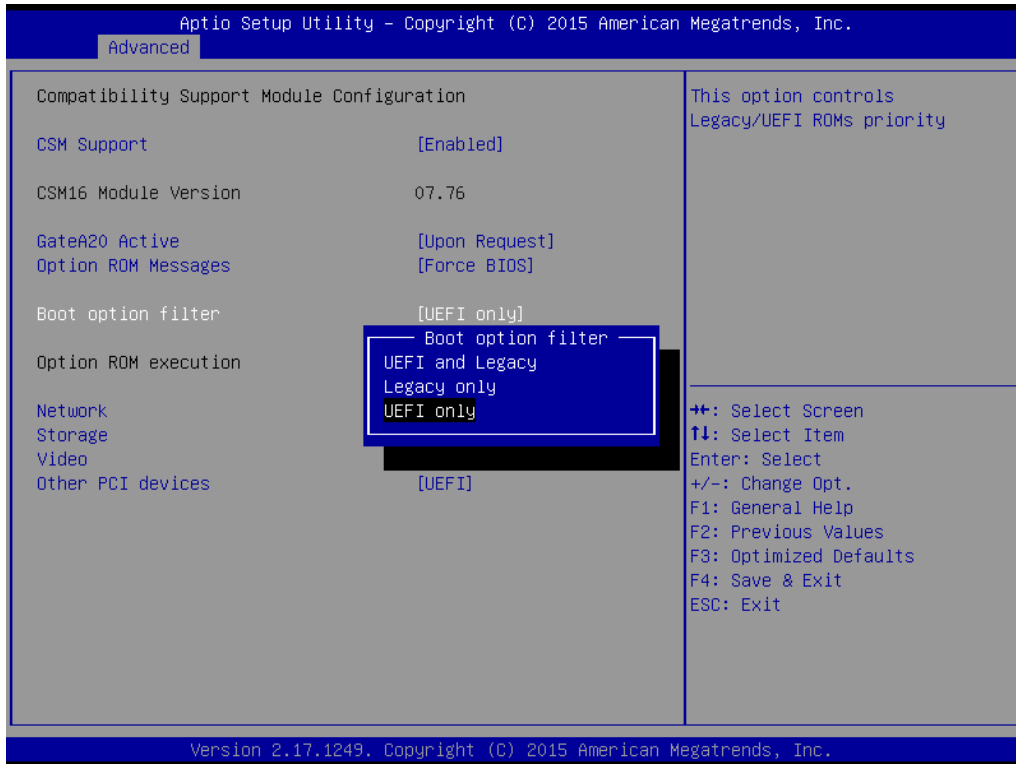 Aptio Setup Utility – Copyright (C) 2015 American Megatrends, Inc.
Advanced
Compatibility Support Module Configuration
CSM Support [Enabled]
CSM16 Module Version 07.76
GateA20 Active [Upon Request]
Option ROM Messages [Force BIOS]
Boot option filter [UEFI only]
Boot option filter
UEFI and Legacy
Legacy only
UEFI only
Option ROM execution
Network
Storage
Video
Other PCI devices [UEFI]
This option controls
Legacy/UEFI ROMs priority
→←: Select Screen
↑↓: Select Item
Enter: Select
+/-: Change Opt.
F1: General Help
F2: Previous Values
F3: Optimized Defaults
F4: Save & Exit
ESC: Exit
Version 2.17.1249. Copyright (C) 2015 American Megatrends, Inc.